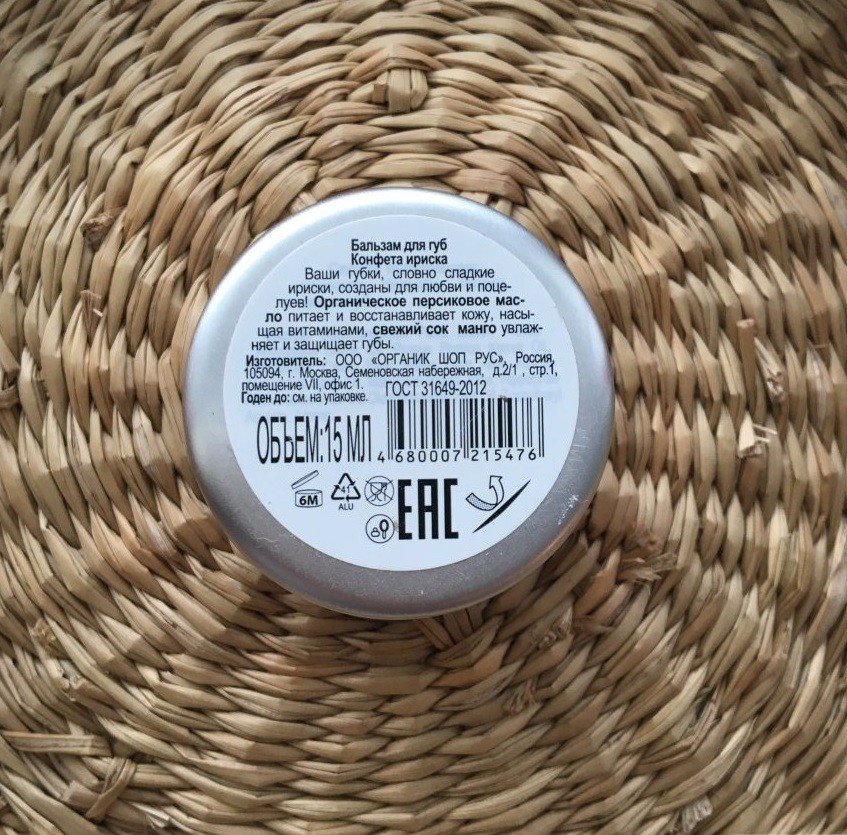 Бальзам для губ
Конфета ириска
Ваши губки, словно сладкие
ириски, созданы для любви и поце-
луев! Органическое персиковое мас-
ло питает и восстанавливает кожу, насы-
щая витаминами, свежий сок манго увлаж-
няет и защищает губы.
Изготовитель: ООО «ОРГАНИК ШОП РУС», Россия,
105094, г. Москва, Семеновская набережная, д.2/1 , стр.1,
помещение VII, офис 1. ГОСТ 31649-2012
Годен до: см. на упаковке.
ОБЪЕМ:15 МЛ
4 680007 215476
6М
41
ALU
ЕАС